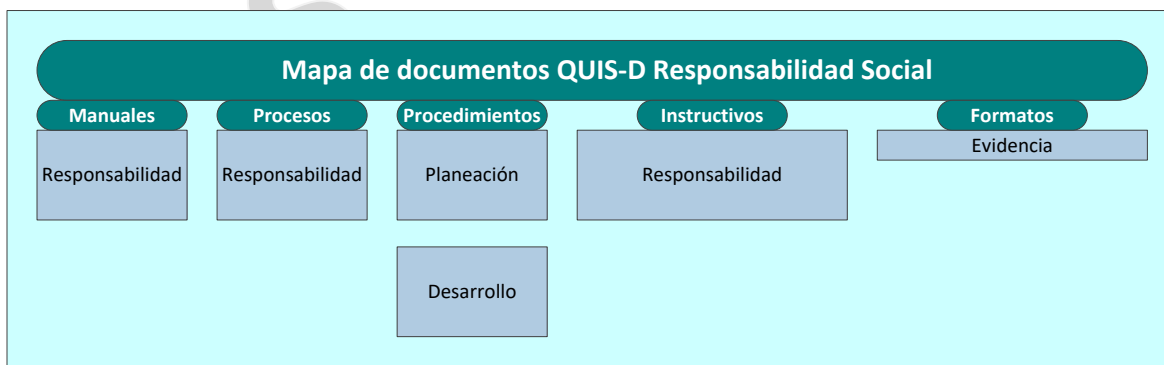 Mapa de documentos QUIS-D Responsabilidad Social
Manuales
Procesos
Procedimientos
Instructivos
Formatos
Responsabilidad
Responsabilidad
Planeación
Responsabilidad
Evidencia
Desarrollo